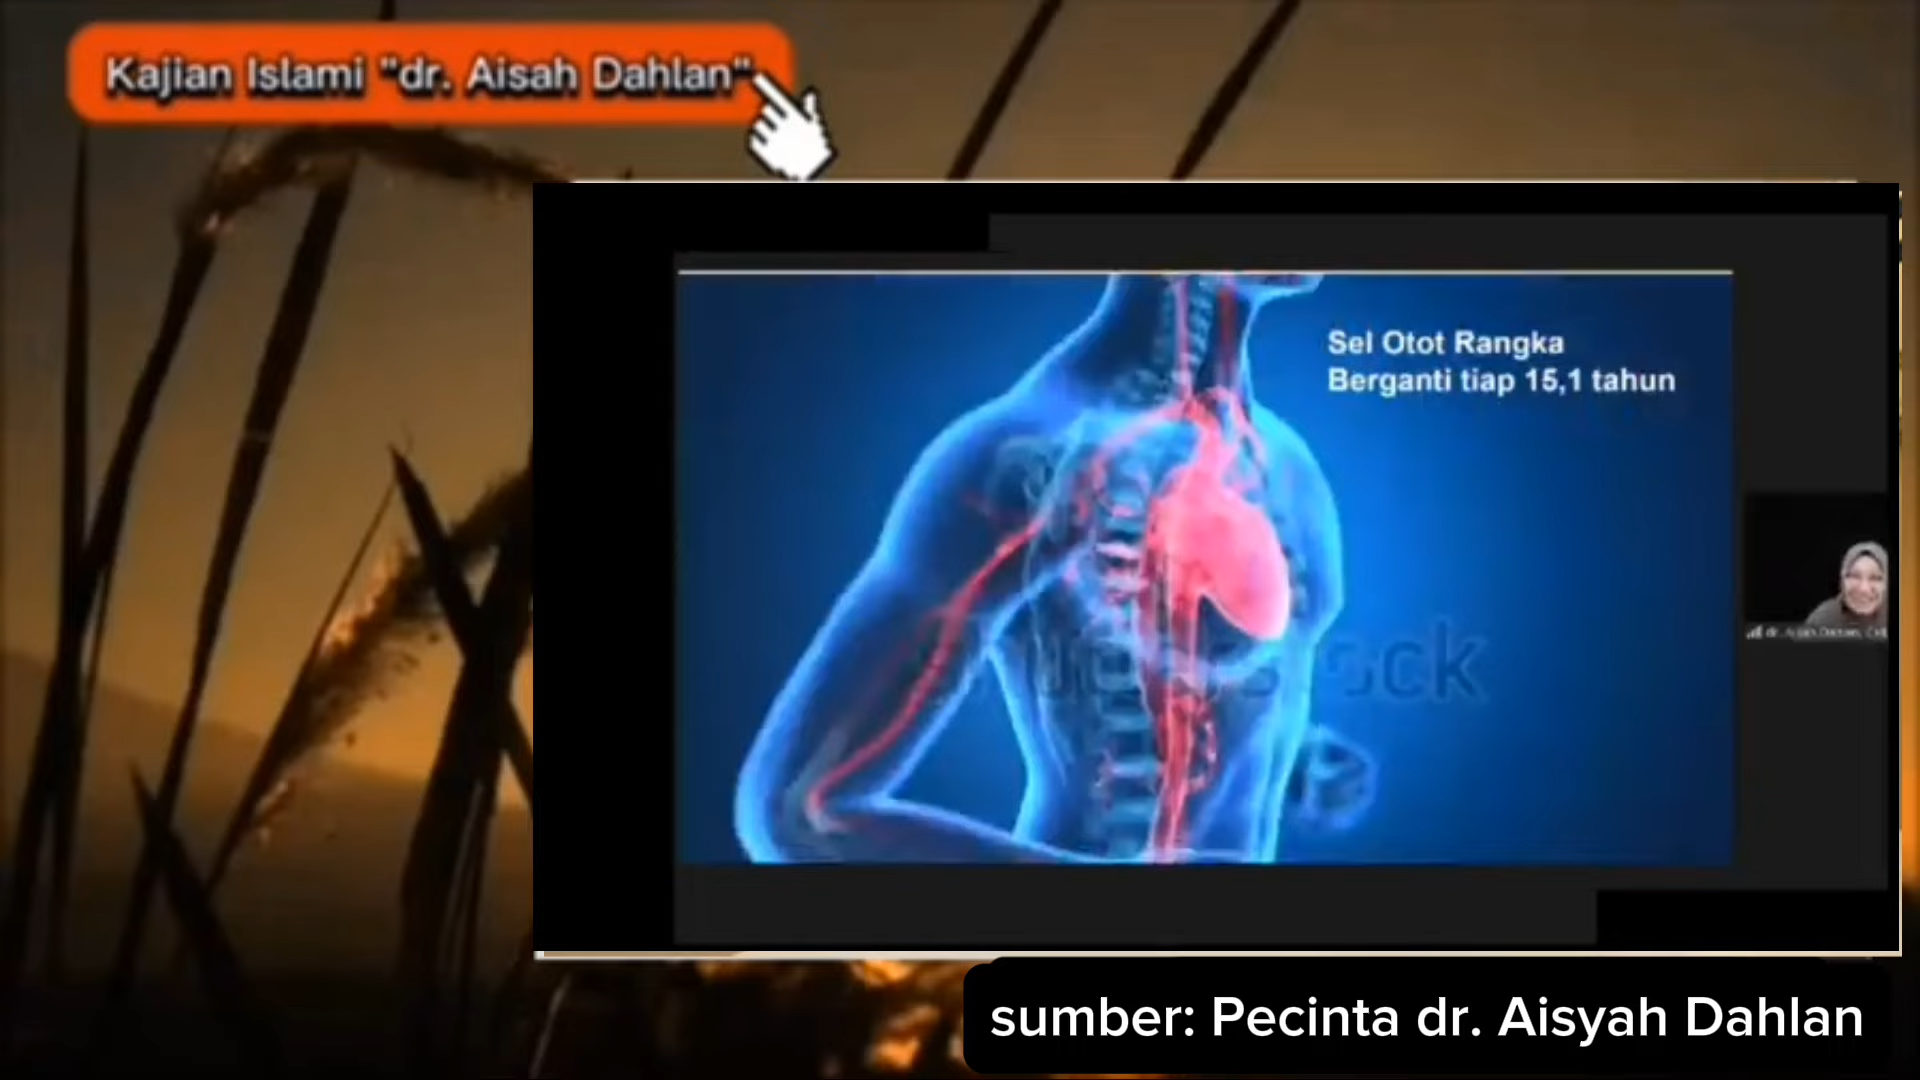 Kajian Islami "dr. Aisah Dahlan"
Sel Otot Rangka
Berganti tiap 15,1 tahun
sumber: Pecinta dr. Aisyah Dahlan